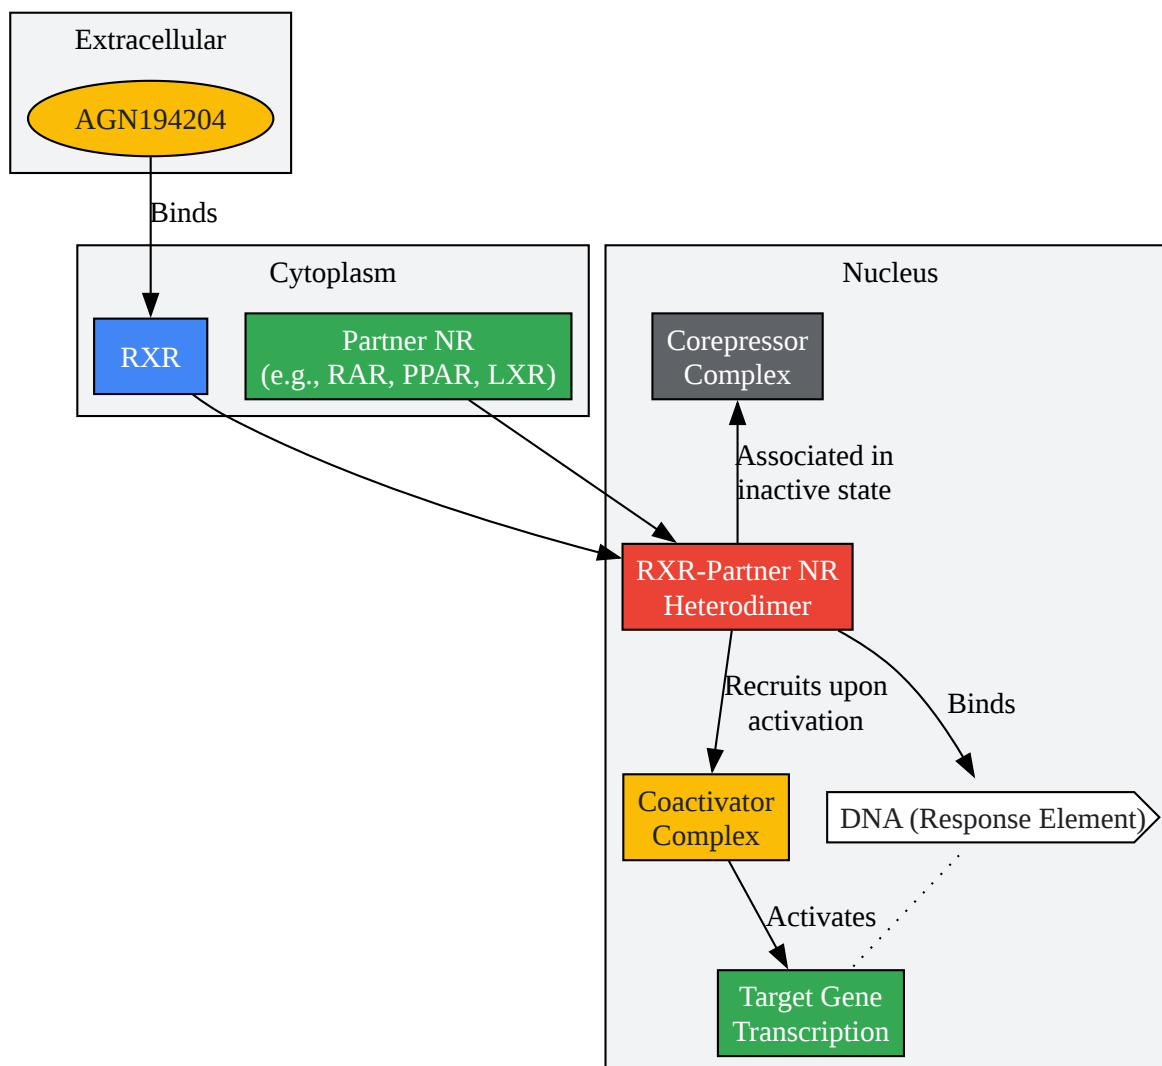 Extracellular
AGN194204
Binds
Cytoplasm
RXR
Partner NR
(e.g., RAR, PPAR, LXR)
Nucleus
Corepressor
Complex
Associated in
inactive state
RXR-Partner NR
Heterodimer
Recruits upon
activation
Binds
Coactivator
Complex
DNA (Response Element)
Activates
Target Gene
Transcription